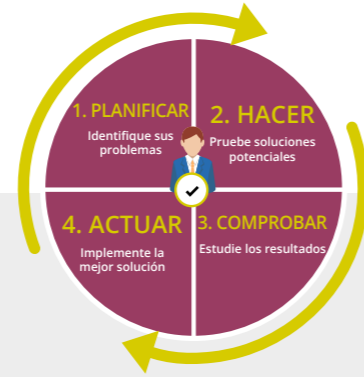 1. PLANIFICAR
Identifique sus
problemas
2. HACER
Pruebe soluciones
potenciales
3. COMPROBAR
Estudie los resultados
4. ACTUAR
Implemente la
mejor solución